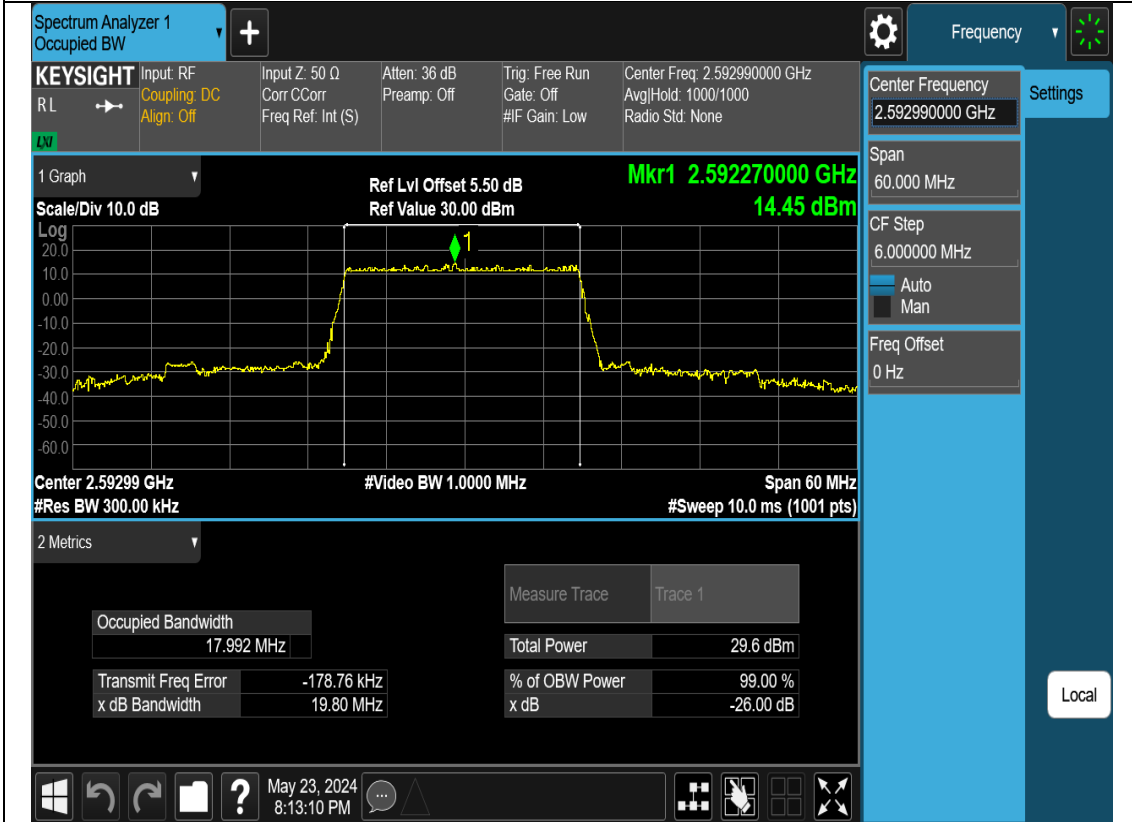 Spectrum Analyzer 1
Occupied BW
Frequency
KEYSIGHT
R L
LXI
Input: RF
Coupling: DC
Align: Off
Input Z: 50 Ω
Corr CCorr
Freq Ref: Int (S)
Atten: 36 dB
Preamp: Off
Trig: Free Run
Gate: Off
#IF Gain: Low
Center Freq: 2.592990000 GHz
Avg|Hold: 1000/1000
Radio Std: None
Center Frequency
2.592990000 GHz
Settings
Span
60.000 MHz
CF Step
6.000000 MHz
Auto
Man
Freq Offset
0 Hz
Local
1 Graph
Scale/Div 10.0 dB
Ref Lvl Offset 5.50 dB
Ref Value 30.00 dBm
Mkr1 2.592270000 GHz
14.45 dBm
Log
20.0
10.0
0.00
-10.0
-20.0
-30.0
-40.0
-50.0
-60.0
1
Center 2.59299 GHz
#Video BW 1.0000 MHz
Span 60 MHz
#Res BW 300.00 kHz
#Sweep 10.0 ms (1001 pts)
2 Metrics
Measure Trace
Trace 1
Occupied Bandwidth
17.992 MHz
Total Power
29.6 dBm
Transmit Freq Error
-178.76 kHz
% of OBW Power
99.00 %
x dB Bandwidth
19.80 MHz
x dB
-26.00 dB
May 23, 2024
8:13:10 PM